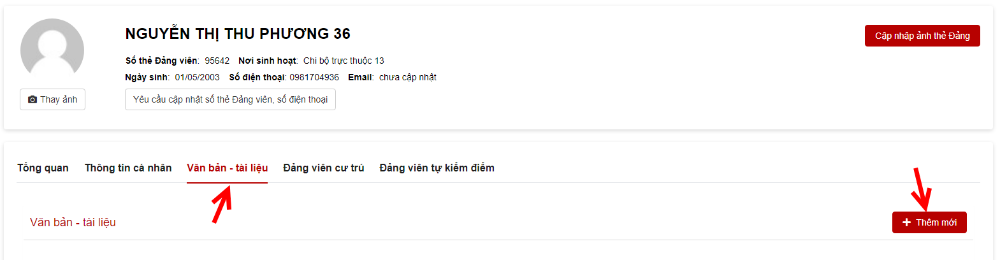 NGUYỄN THỊ THU PHƯƠNG 36
Cập nhập ảnh thẻ Đảng
Số thẻ Đảng viên: 95642 Nơi sinh hoạt: Chi bộ trực thuộc 13
Ngày sinh: 01/05/2003 Số điện thoại: 0981704936 Email: chưa cập nhật
Thay ảnh
Yêu cầu cập nhật số thẻ Đảng viên, số điện thoại
Tổng quan Thông tin cá nhân Văn bản - tài liệu Đảng viên cư trú Đảng viên tự kiểm điểm
Văn bản - tài liệu
Thêm mới